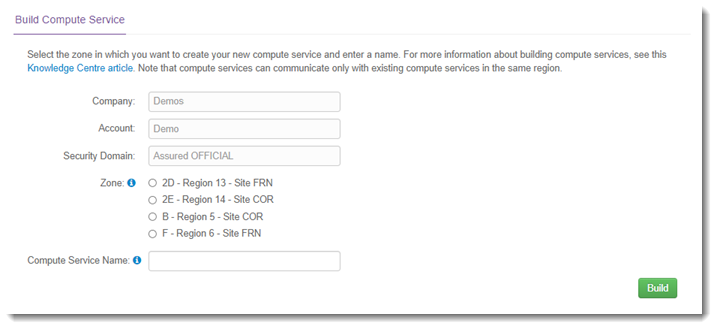 Build Compute Service
Select the zone in which you want to create your new compute service and enter a name. For more information about building compute services, see this
Knowledge Centre article. Note that compute services can communicate only with existing compute services in the same region.
Company: Demos
Account: Demo
Security Domain: Assured OFFICIAL
Zone: 2D - Region 13 - Site FRN
2E - Region 14 - Site COR
B - Region 5 - Site COR
F - Region 6 - Site FRN
Compute Service Name:
Build